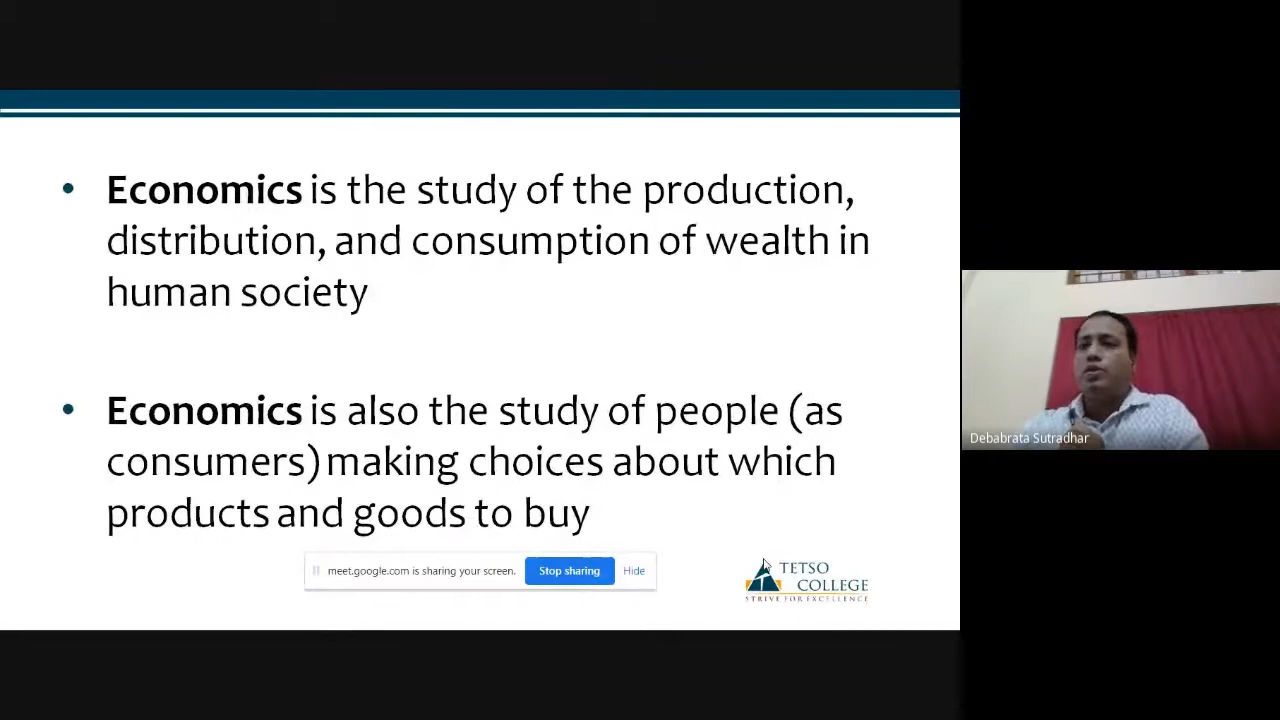 • Economics is the study of the production,
distribution, and consumption of wealth in
human society
• Economics is also the study of people (as
consumers) making choices about which
products and goods to buy
meet.google.com is sharing your screen. Stop sharing Hide
TETSO
COLLEGE
STRIVE FOR EXCELLENCE
Debabrata Sutradhar